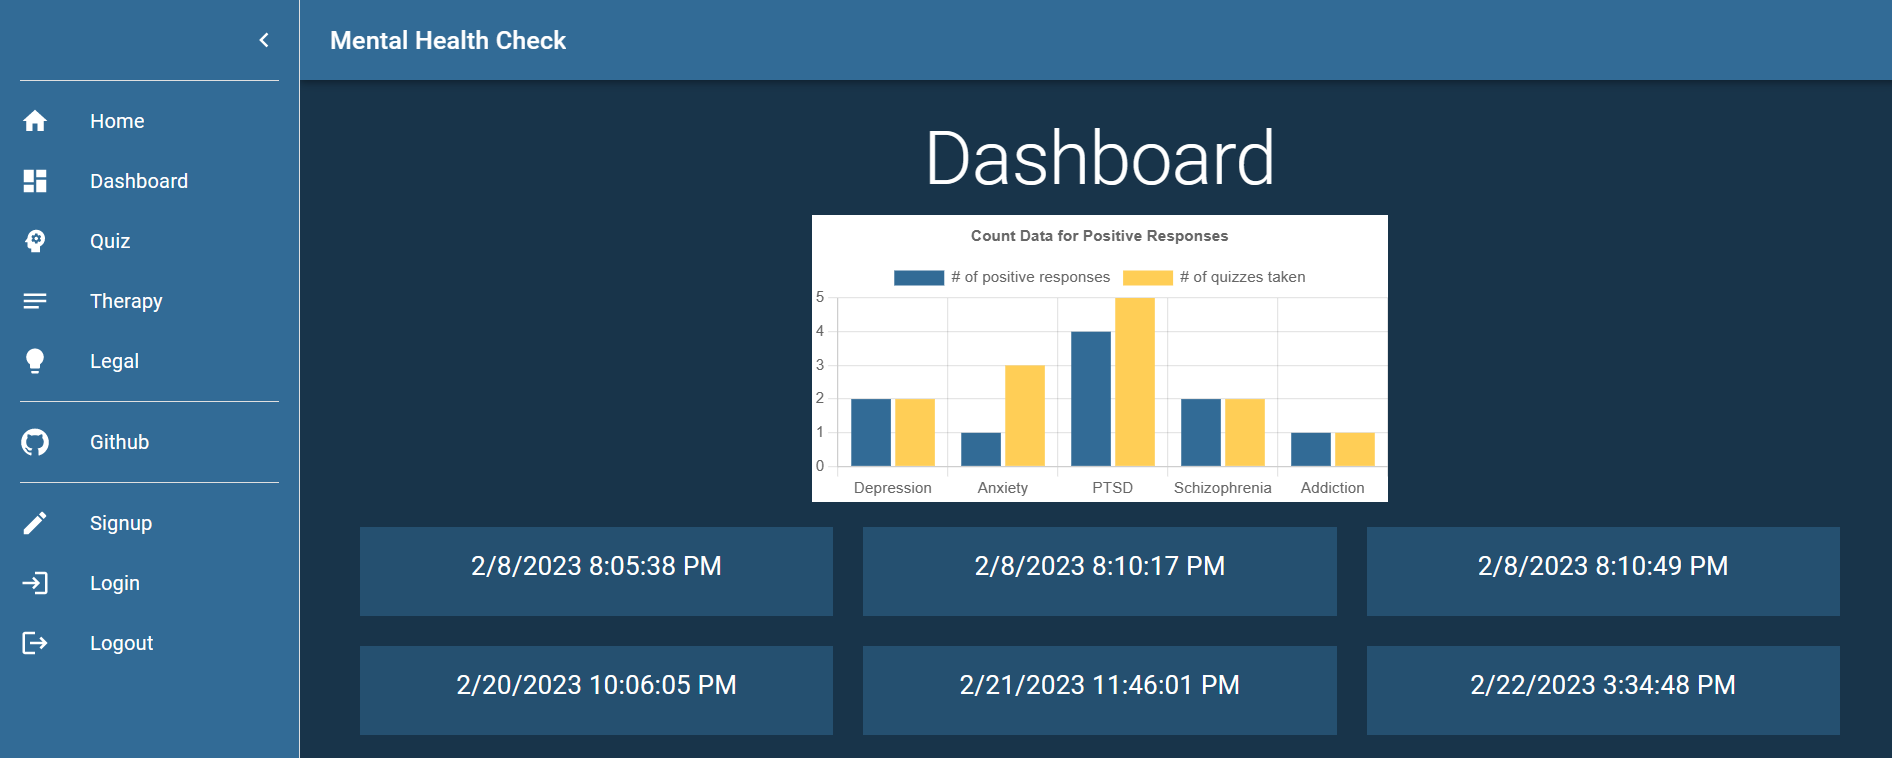 Mental Health Check
Home
Dashboard
Quiz
Therapy
Legal
Github
Signup
Login
Logout
Dashboard
Count Data for Positive Responses
# of positive responses # of quizzes taken
5
4
3
2
1
0
Depression Anxiety PTSD Schizophrenia Addiction
2/8/2023 8:05:38 PM
2/8/2023 8:10:17 PM
2/8/2023 8:10:49 PM
2/20/2023 10:06:05 PM
2/21/2023 11:46:01 PM
2/22/2023 3:34:48 PM